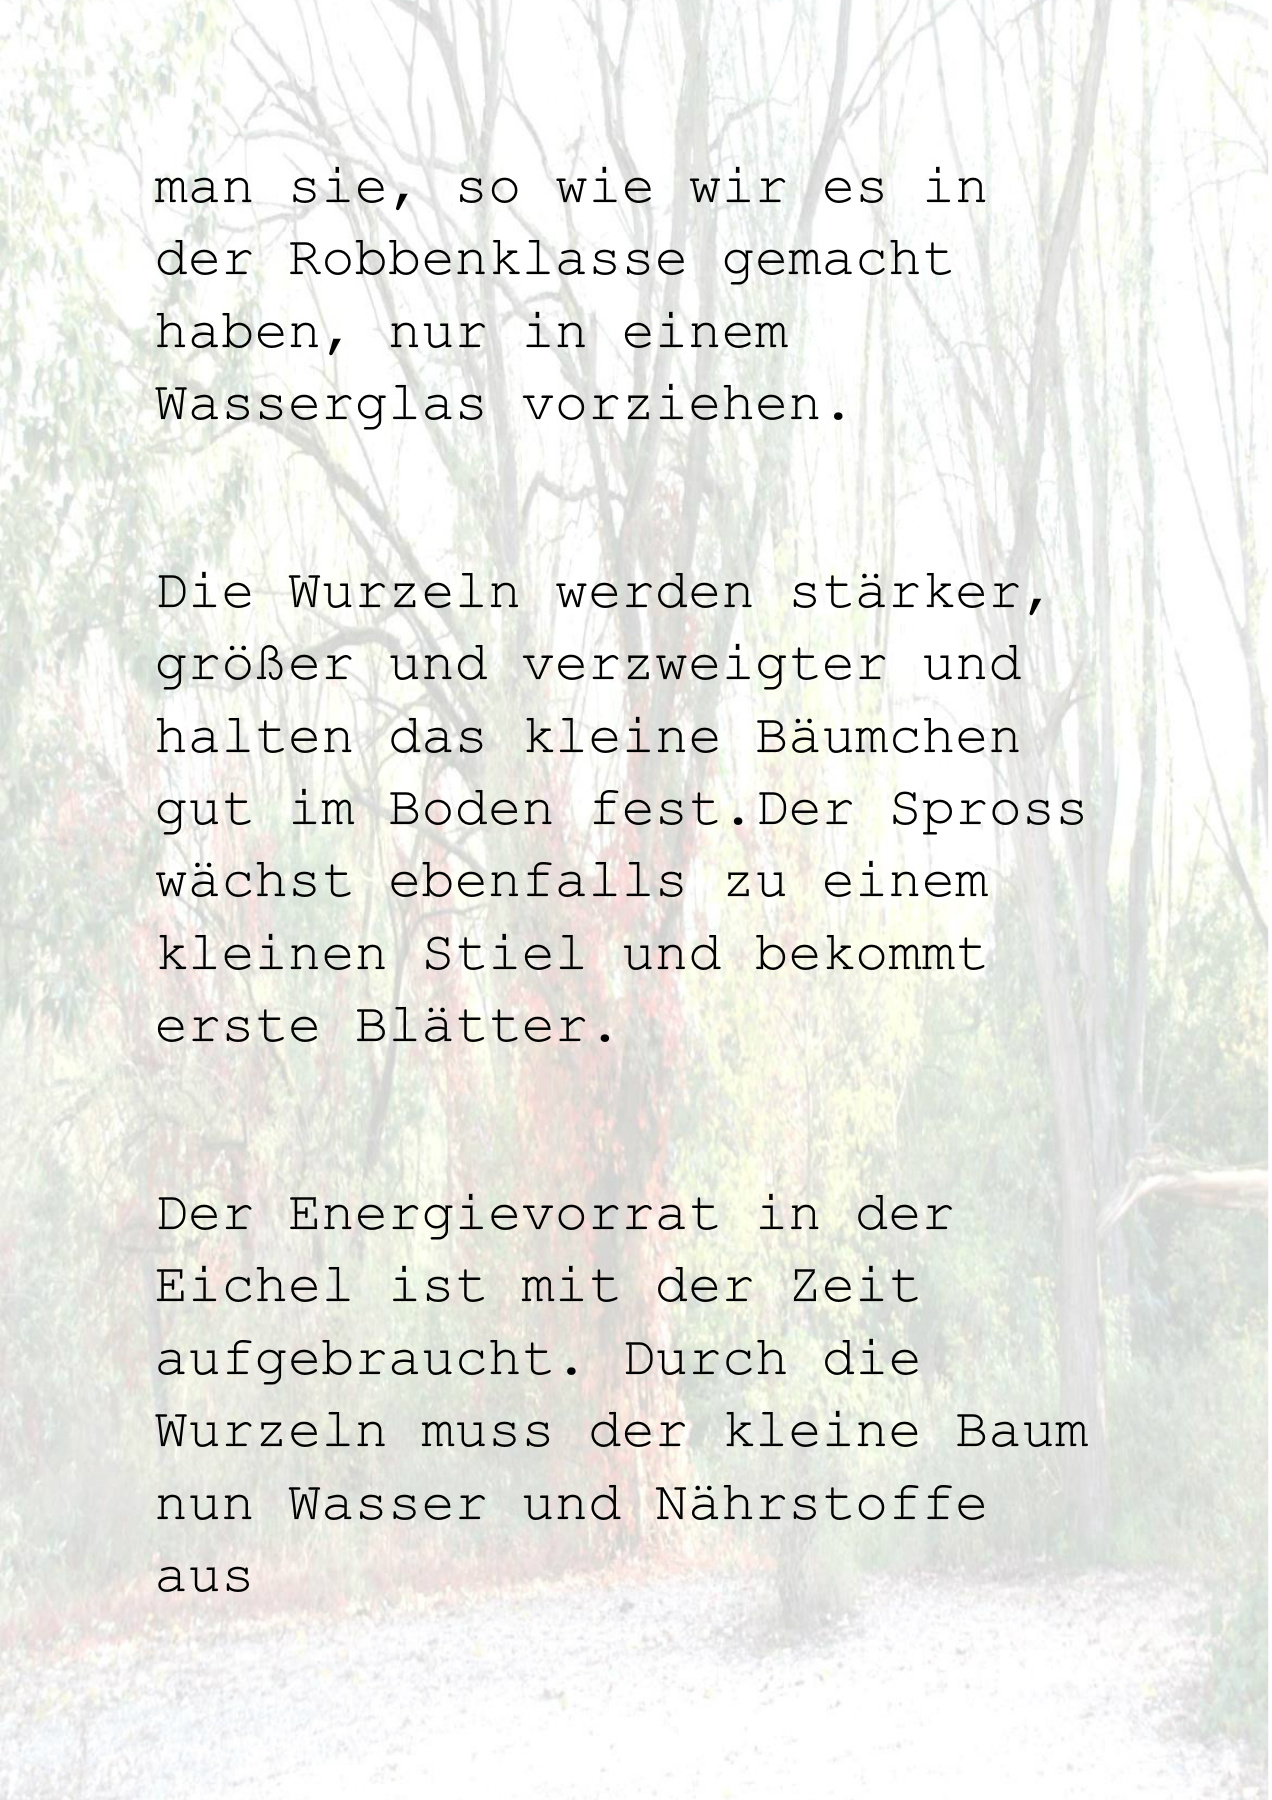 man sie, so wie wir es in
der Robbenklasse gemacht
haben, nur in einem
Wasserglas vorziehen.
Die Wurzeln werden stärker,
größer und verzweigter und
halten das kleine Bäumchen
gut im Boden fest.Der Spross
wächst ebenfalls zu einem
kleinen Stiel und bekommt
erste Blätter.
Der Energievorrat in der
Eichel ist mit der Zeit
aufgebraucht. Durch die
Wurzeln muss der kleine Baum
nun Wasser und Nährstoffe
aus